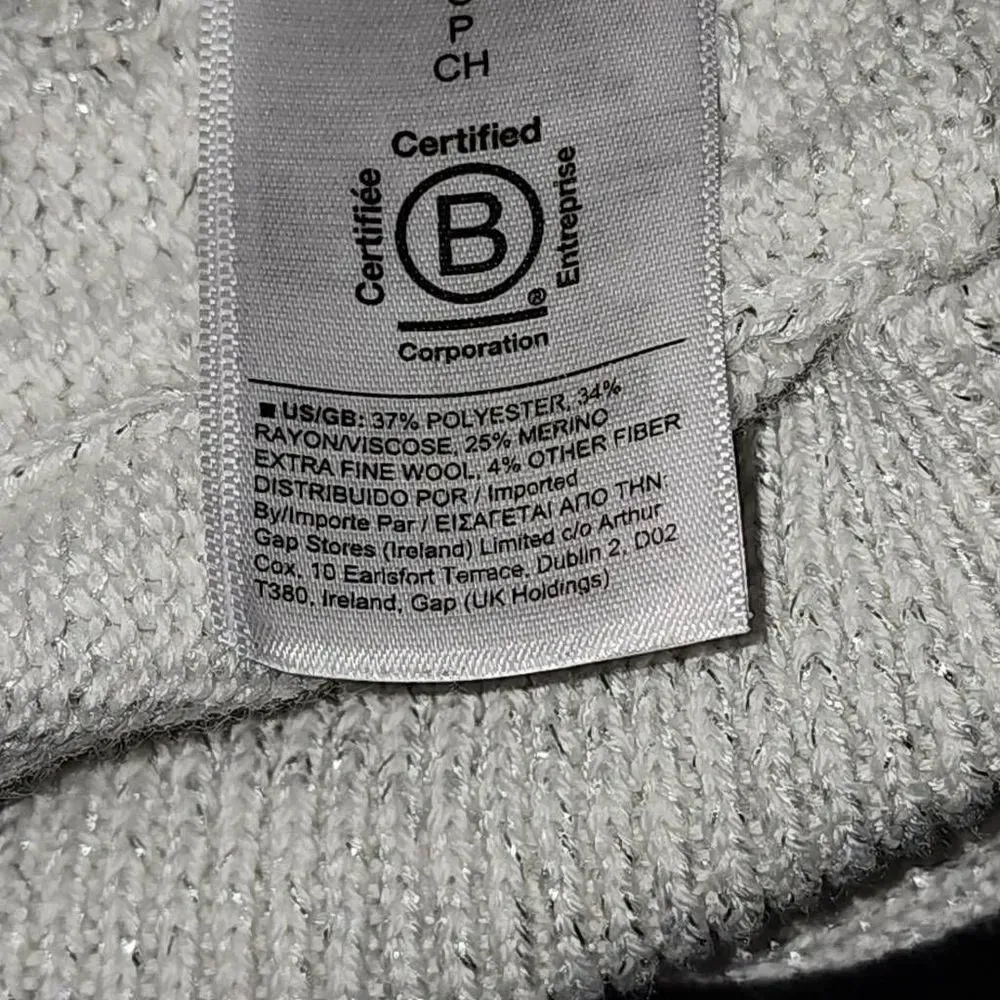 P
CH
Certified
Certifiée
B
Entreprise
®
Corporation
■ US/GB: 37% POLYESTER, 34%
RAYON/VISCOSE, 25% MERINO
EXTRA FINE WOOL, 4% OTHER FIBER
DISTRIBUIDO POR / Imported
By/Importe Par / ΕΙΣΑΓΕΤΑΙ ΑΠΟ ΤΗΝ:
Gap Stores (Ireland) Limited c/o Arthur
Cox, 10 Earlsfort Terrace, Dublin 2, D02
T380, Ireland, Gap (UK Holdings)